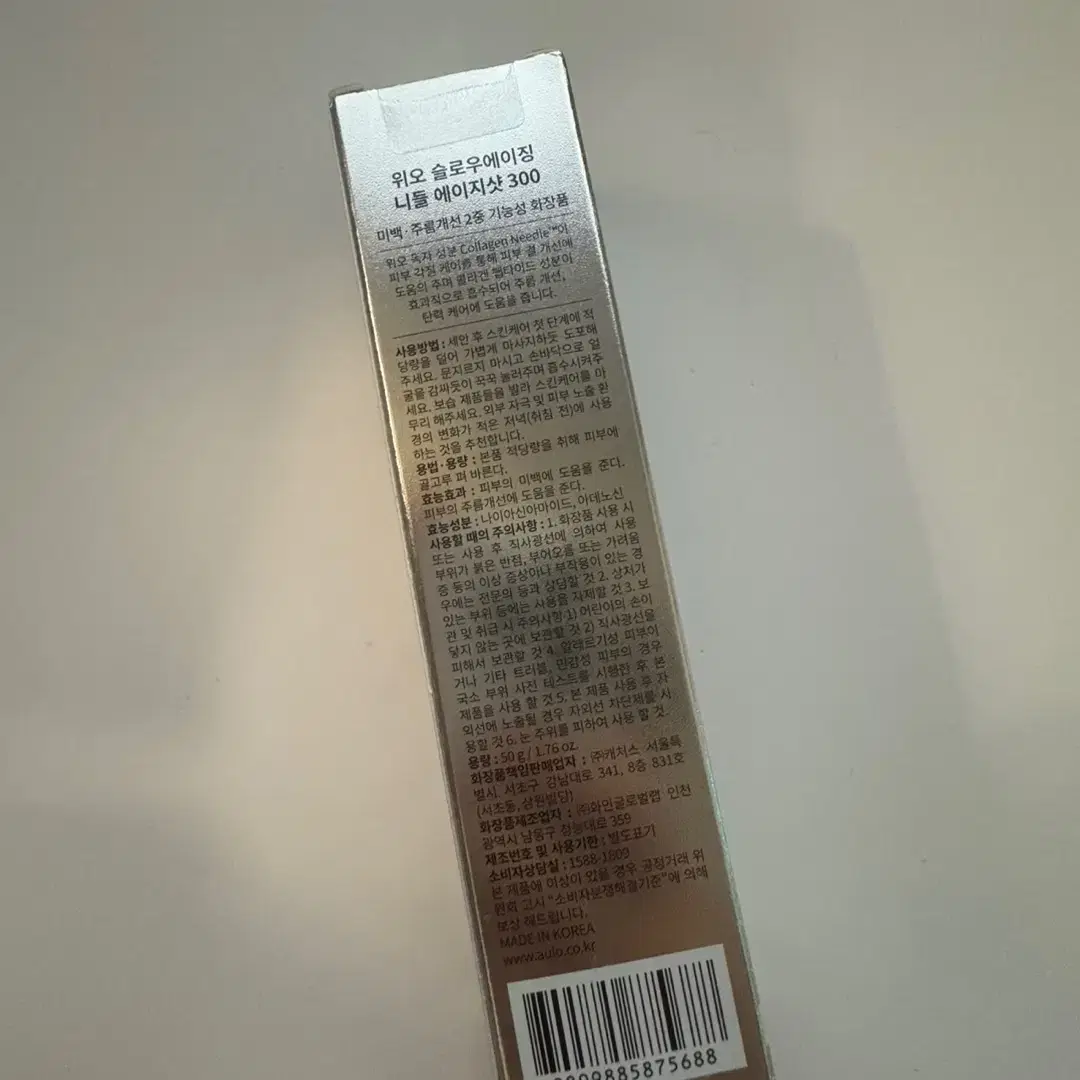 위오 슬로우에이징
니들 에이지샷 300
미백·주름개선 2중 기능성 화장품
위오 독자 성분 Collagen Needle™이
피부 각질 케어를 통해 피부 결 개선에
도움의 주며 콜라겐 펩타이드 성분이
효과적으로 흡수되어 주름 개선,
탄력 케어에 도움을 줍니다.
사용방법 : 세안 후 스킨케어 첫 단계에 적
당량을 덜어 가볍게 마사지하듯 도포해
주세요. 문지르지 마시고 손바닥으로 얼
굴을 감싸듯이 꾹꾹 눌러주며 흡수시켜주
세요. 보습 제품들을 발라 스킨케어를 마
무리 해주세요. 외부 자극 및 피부 노출 환
경의 변화가 적은 저녁(취침 전)에 사용
하는 것을 추천합니다.
용법·용량 : 본품 적당량을 취해 피부에
골고루 펴 바른다.
효능효과 : 피부의 미백에 도움을 준다.
피부의 주름개선에 도움을 준다.
효능성분 : 나이아신아마이드, 아데노신
사용할 때의 주의사항 : 1. 화장품 사용 시
또는 사용 후 직사광선에 의하여 사용
부위가 붉은 반점, 부어오름 또는 가려움
증 등의 이상 증상이나 부작용이 있는 경
우에는 전문의 등과 상담할 것 2. 상처가
있는 부위 등에는 사용을 자제할 것 3. 보
관 및 취급 시 주의사항 1) 어린이의 손이
닿지 않는 곳에 보관할 것 2) 직사광선을
피해서 보관할 것 4. 알레르기성 피부이
거나 기타 트러블, 민감성 피부의 경우
국소 부위 사전 테스트를 시행한 후 본
제품을 사용 할 것 5. 본 제품 사용 후 자
외선에 노출될 경우 자외선 차단제를 사
용할 것 6. 눈 주위를 피하여 사용 할 것.
용량 : 50 g / 1.76 oz.
화장품책임판매업자 : ㈜캐치스 서울특
별시 서초구 강남대로 341, 8층 831호
(서초동, 삼원빌딩)
화장품제조업자 : ㈜화인글로벌랩 인천
광역시 남동구 청능대로 359
제조번호 및 사용기한 : 별도표기
소비자상담실 : 1588-1809
본 제품에 이상이 있을 경우 공정거래 위
원회 고시 "소비자분쟁해결기준"에 의해
보상 해드립니다.
MADE IN KOREA
www.auio.co.kr
809885875688